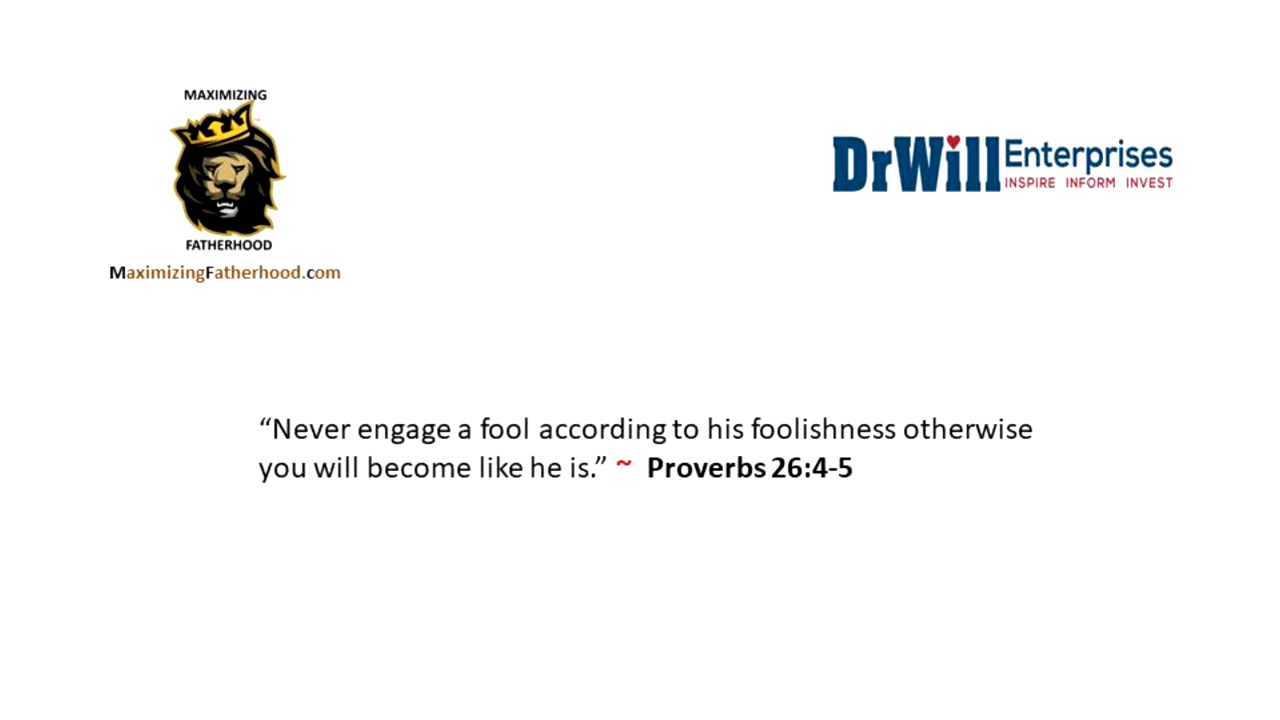 MAXIMIZING
FATHERHOOD
MaximizingFatherhood.com
DrWill Enterprises
INSPIRE INFORM INVEST
“Never engage a fool according to his foolishness otherwise
you will become like he is.” ~ Proverbs 26:4-5